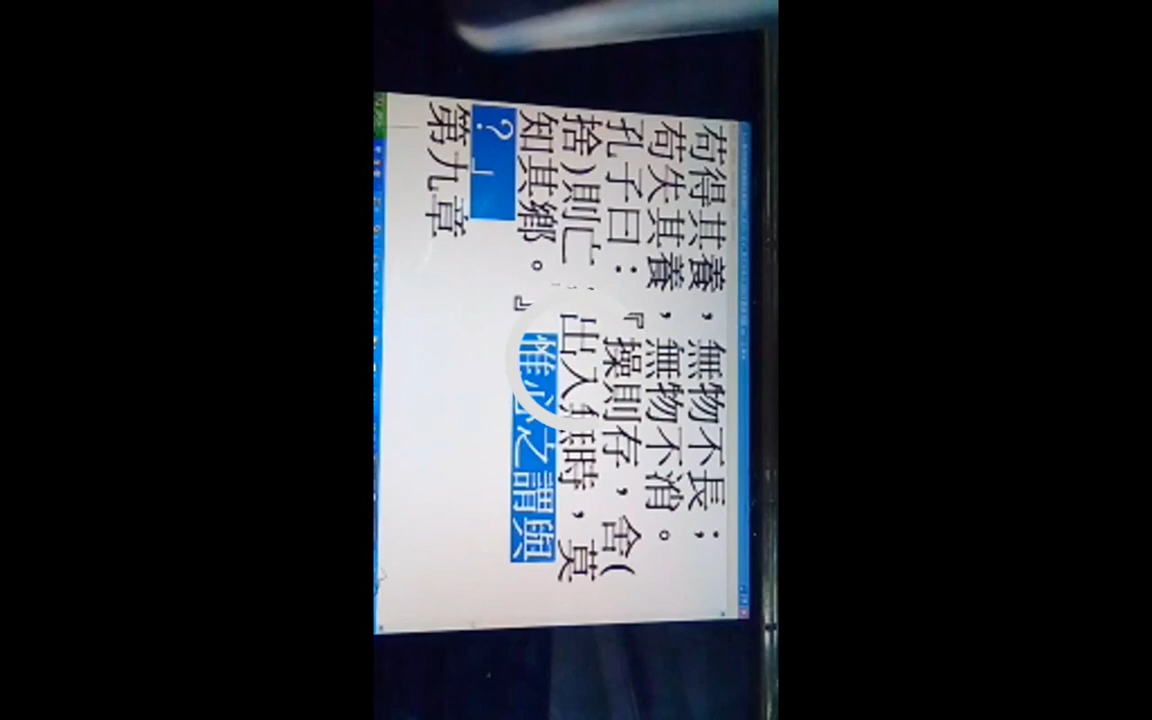 苟得其養，無物不長；
苟失其養，無物不消。
孔子曰：『操則存，舍(
捨)則亡；出入無時，莫
知其鄉。』惟心之謂與
？」
第九章